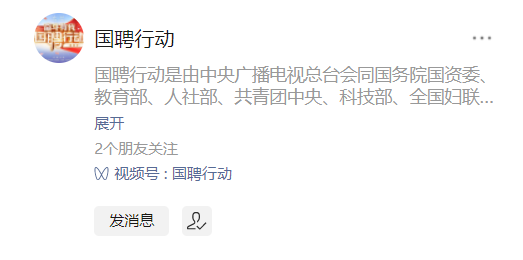 国聘行动
国聘行动是由中央广播电视总台会同国务院国资委、
教育部、人社部、共青团中央、科技部、全国妇联...
展开
2个朋友关注
视频号 : 国聘行动
发消息